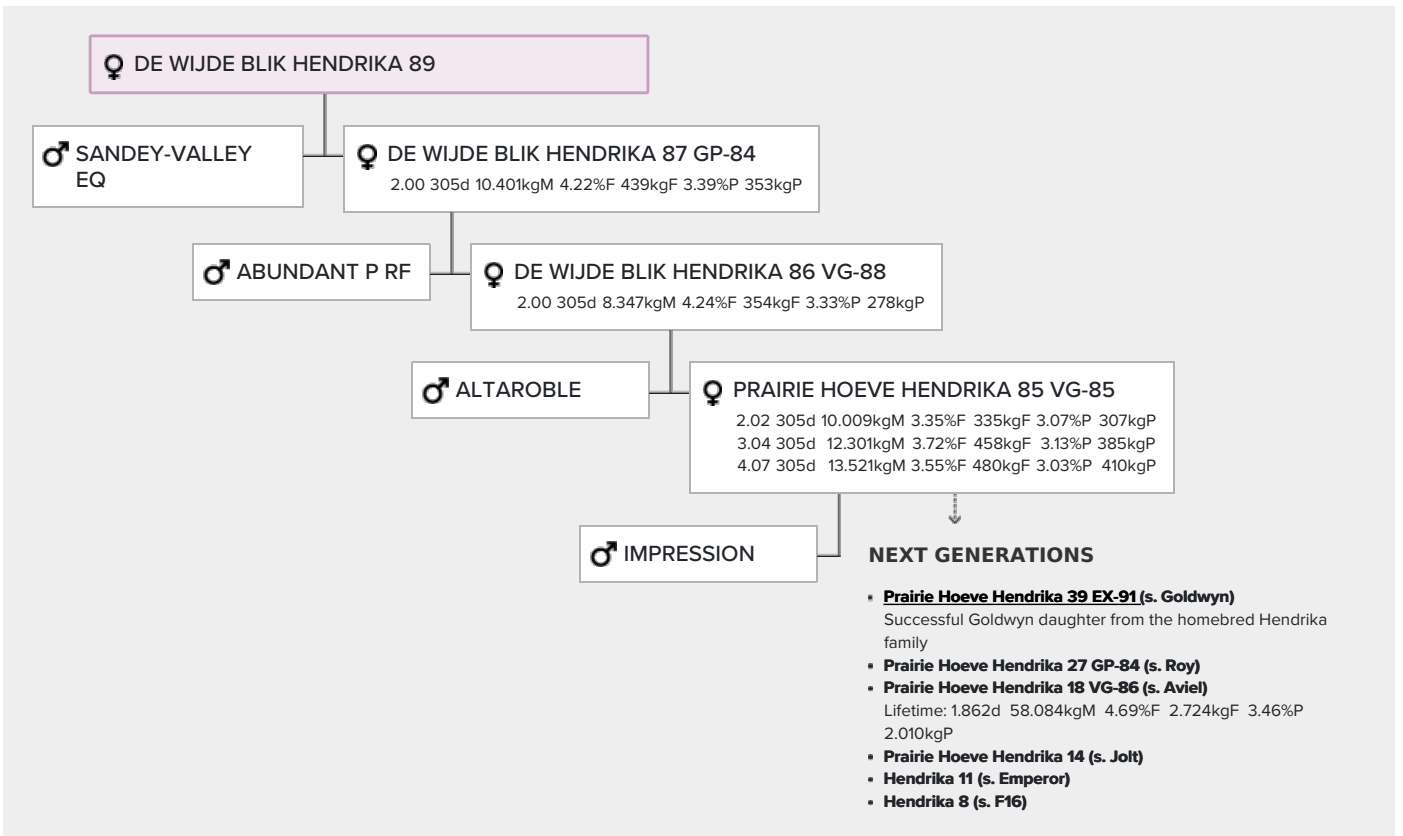 DE WIJDE BLIK HENDRIKA 89
SANDEY-VALLEY
EQ
DE WIJDE BLIK HENDRIKA 87 GP-84
2.00 305d 10.401kgM 4.22%F 439kgF 3.39%P 353kgP
ABUNDANT P RF
DE WIJDE BLIK HENDRIKA 86 VG-88
2.00 305d 8.347kgM 4.24%F 354kgF 3.33%P 278kgP
ALTAROBLE
PRAIRIE HOEVE HENDRIKA 85 VG-85
2.02 305d 10.009kgM 3.35%F 335kgF 3.07%P 307kgP
3.04 305d 12.301kgM 3.72%F 458kgF 3.13%P 385kgP
4.07 305d 13.521kgM 3.55%F 480kgF 3.03%P 410kgP
IMPRESSION
NEXT GENERATIONS
Prairie Hoeve Hendrika 39 EX-91 (s. Goldwyn)
Successful Goldwyn daughter from the homebred Hendrika
family
Prairie Hoeve Hendrika 27 GP-84 (s. Roy)
Prairie Hoeve Hendrika 18 VG-86 (s. Aviel)
Lifetime: 1.862d 58.084kgM 4.69%F 2.724kgF 3.46%P
2.010kgP
Prairie Hoeve Hendrika 14 (s. Jolt)
Hendrika 11 (s. Emperor)
Hendrika 8 (s. F16)